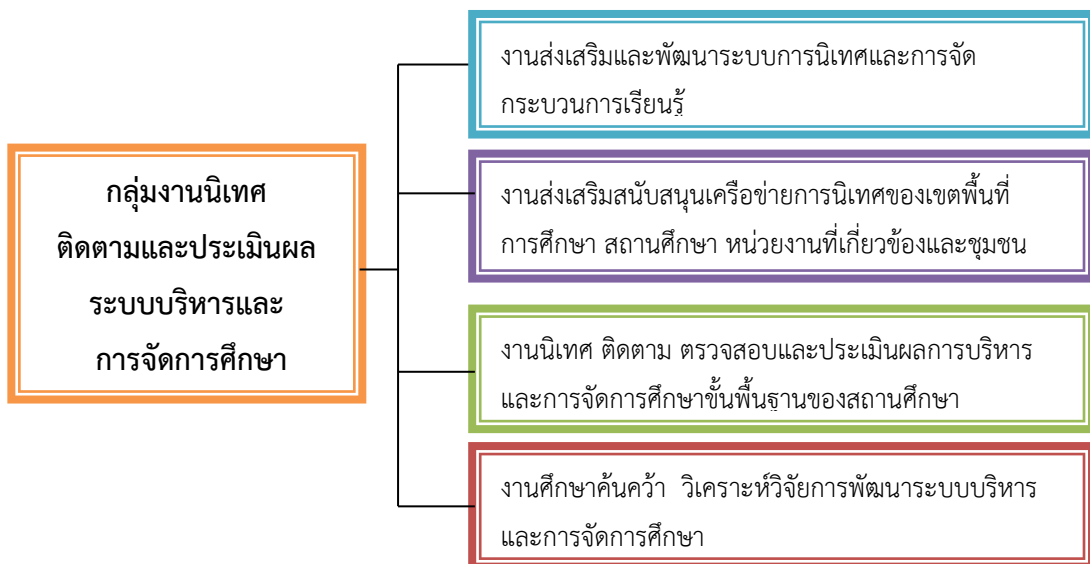 กลุ่มงานนิเทศ
ติดตามและประเมินผล
ระบบบริหารและ
การจัดการศึกษา
งานส่งเสริมและพัฒนาระบบการนิเทศและการจัด
กระบวนการเรียนรู้
งานส่งเสริมสนับสนุนเครือข่ายการนิเทศของเขตพื้นที่
การศึกษา สถานศึกษา หน่วยงานที่เกี่ยวข้องและชุมชน
งานนิเทศ ติดตาม ตรวจสอบและประเมินผลการบริหาร
และการจัดการศึกษาขั้นพื้นฐานของสถานศึกษา
งานศึกษาค้นคว้า วิเคราะห์วิจัยการพัฒนาระบบบริหาร
และการจัดการศึกษา